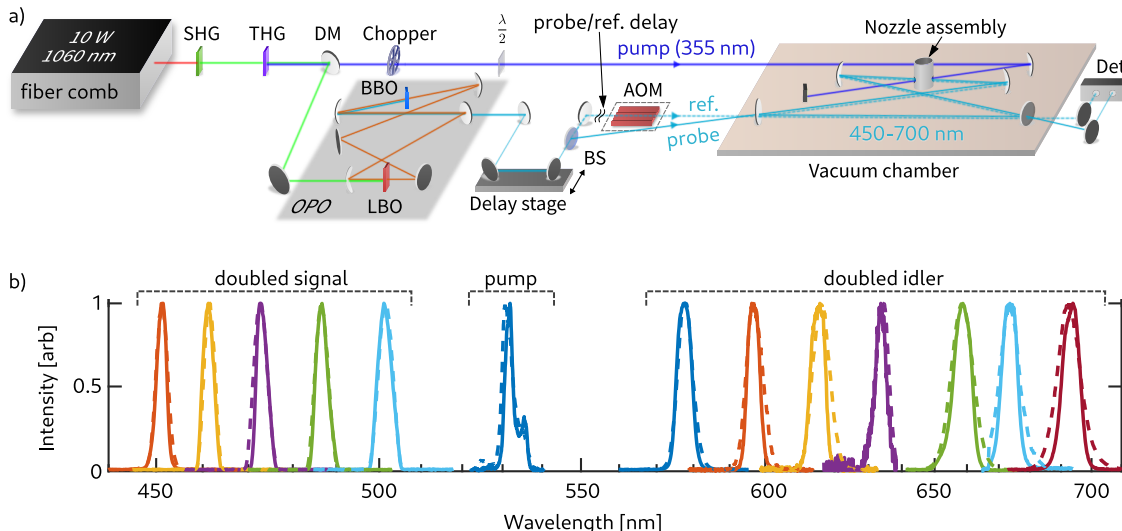 a)
10 W
1060 nm
fiber comb
SHG
THG
DM
Chopper
λ/2
probe/ref. delay
pump (355 nm)
Nozzle assembly
BBO
AOM
ref.
probe
BS
450-700 nm
Det
Vacuum chamber
OPO
LBO
Delay stage
b)
doubled signal
pump
doubled idler
Intensity [arb]
1
0.5
0
450
500
550
600
650
700
Wavelength [nm]